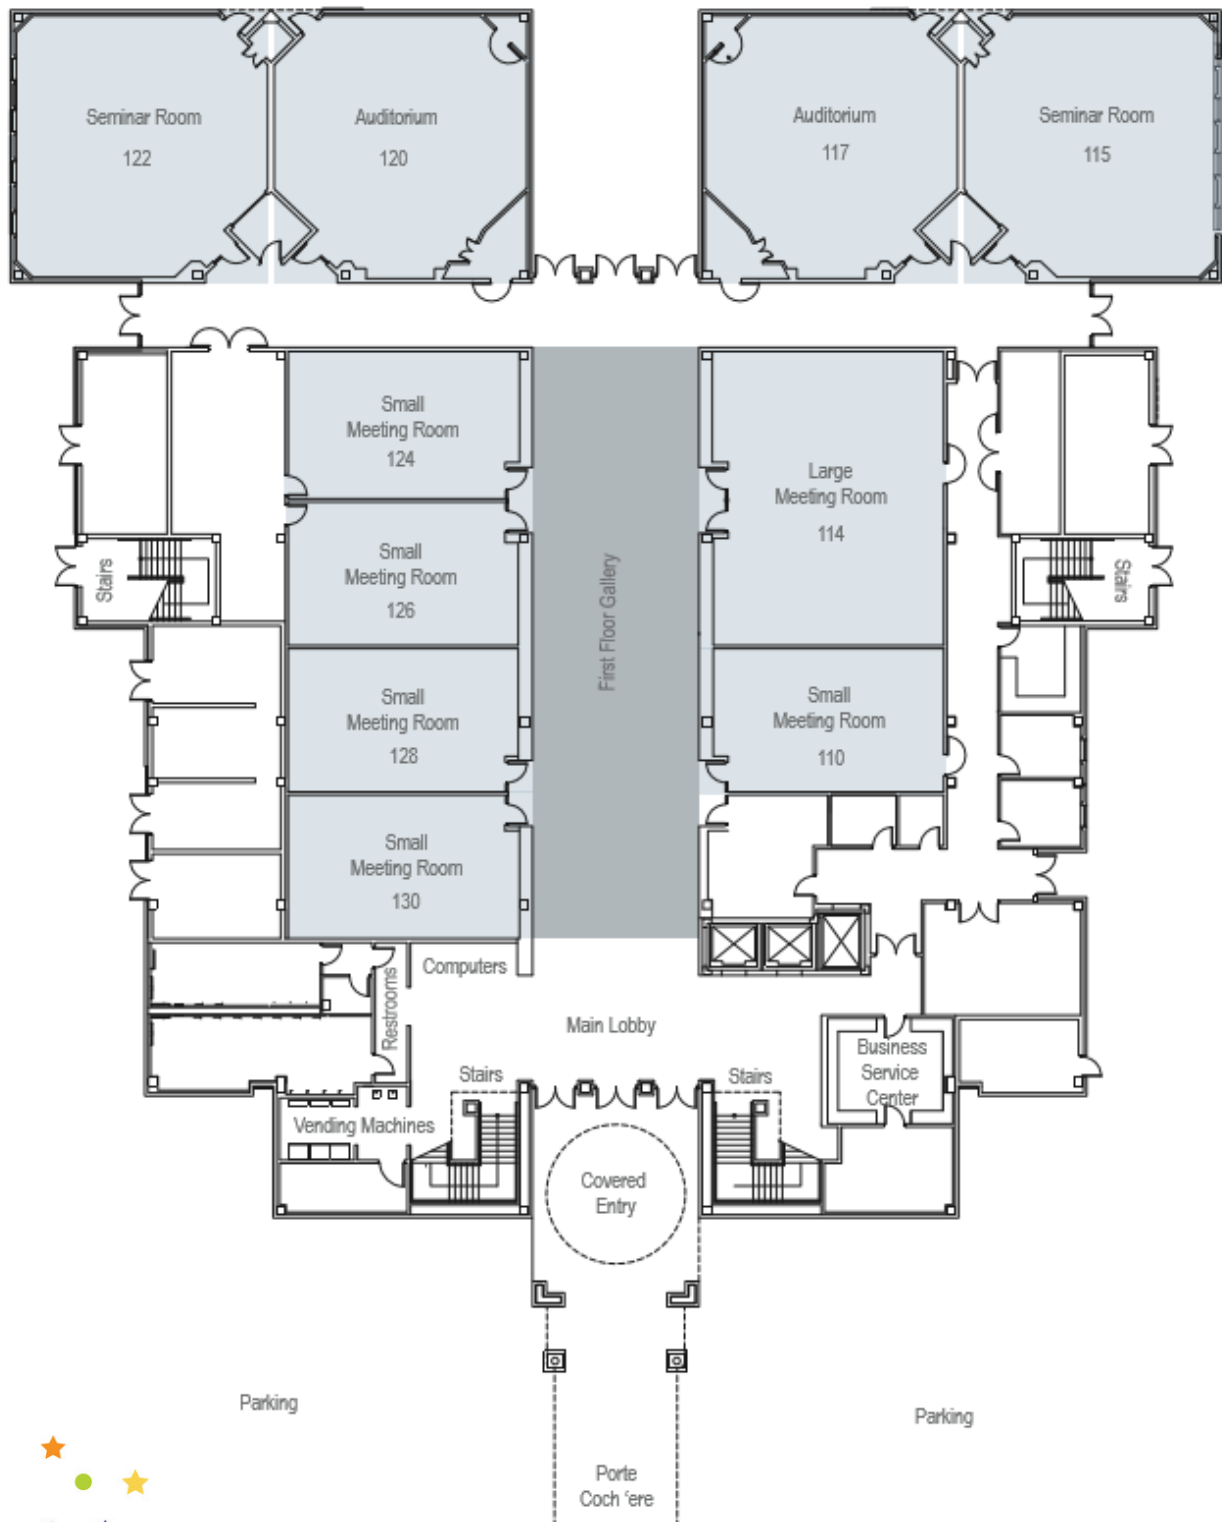 Seminar Room
122
Auditorium
120
Auditorium
117
Seminar Room
115
Small
Meeting Room
124
Large
Meeting Room
114
Small
Meeting Room
126
Stairs
Stairs
First Floor Gallery
Small
Meeting Room
128
Small
Meeting Room
110
Small
Meeting Room
130
Computers
Restrooms
Main Lobby
Business
Service
Center
Stairs
Stairs
Vending Machines
Covered
Entry
Parking
Parking
Porte
Coch ‘ere